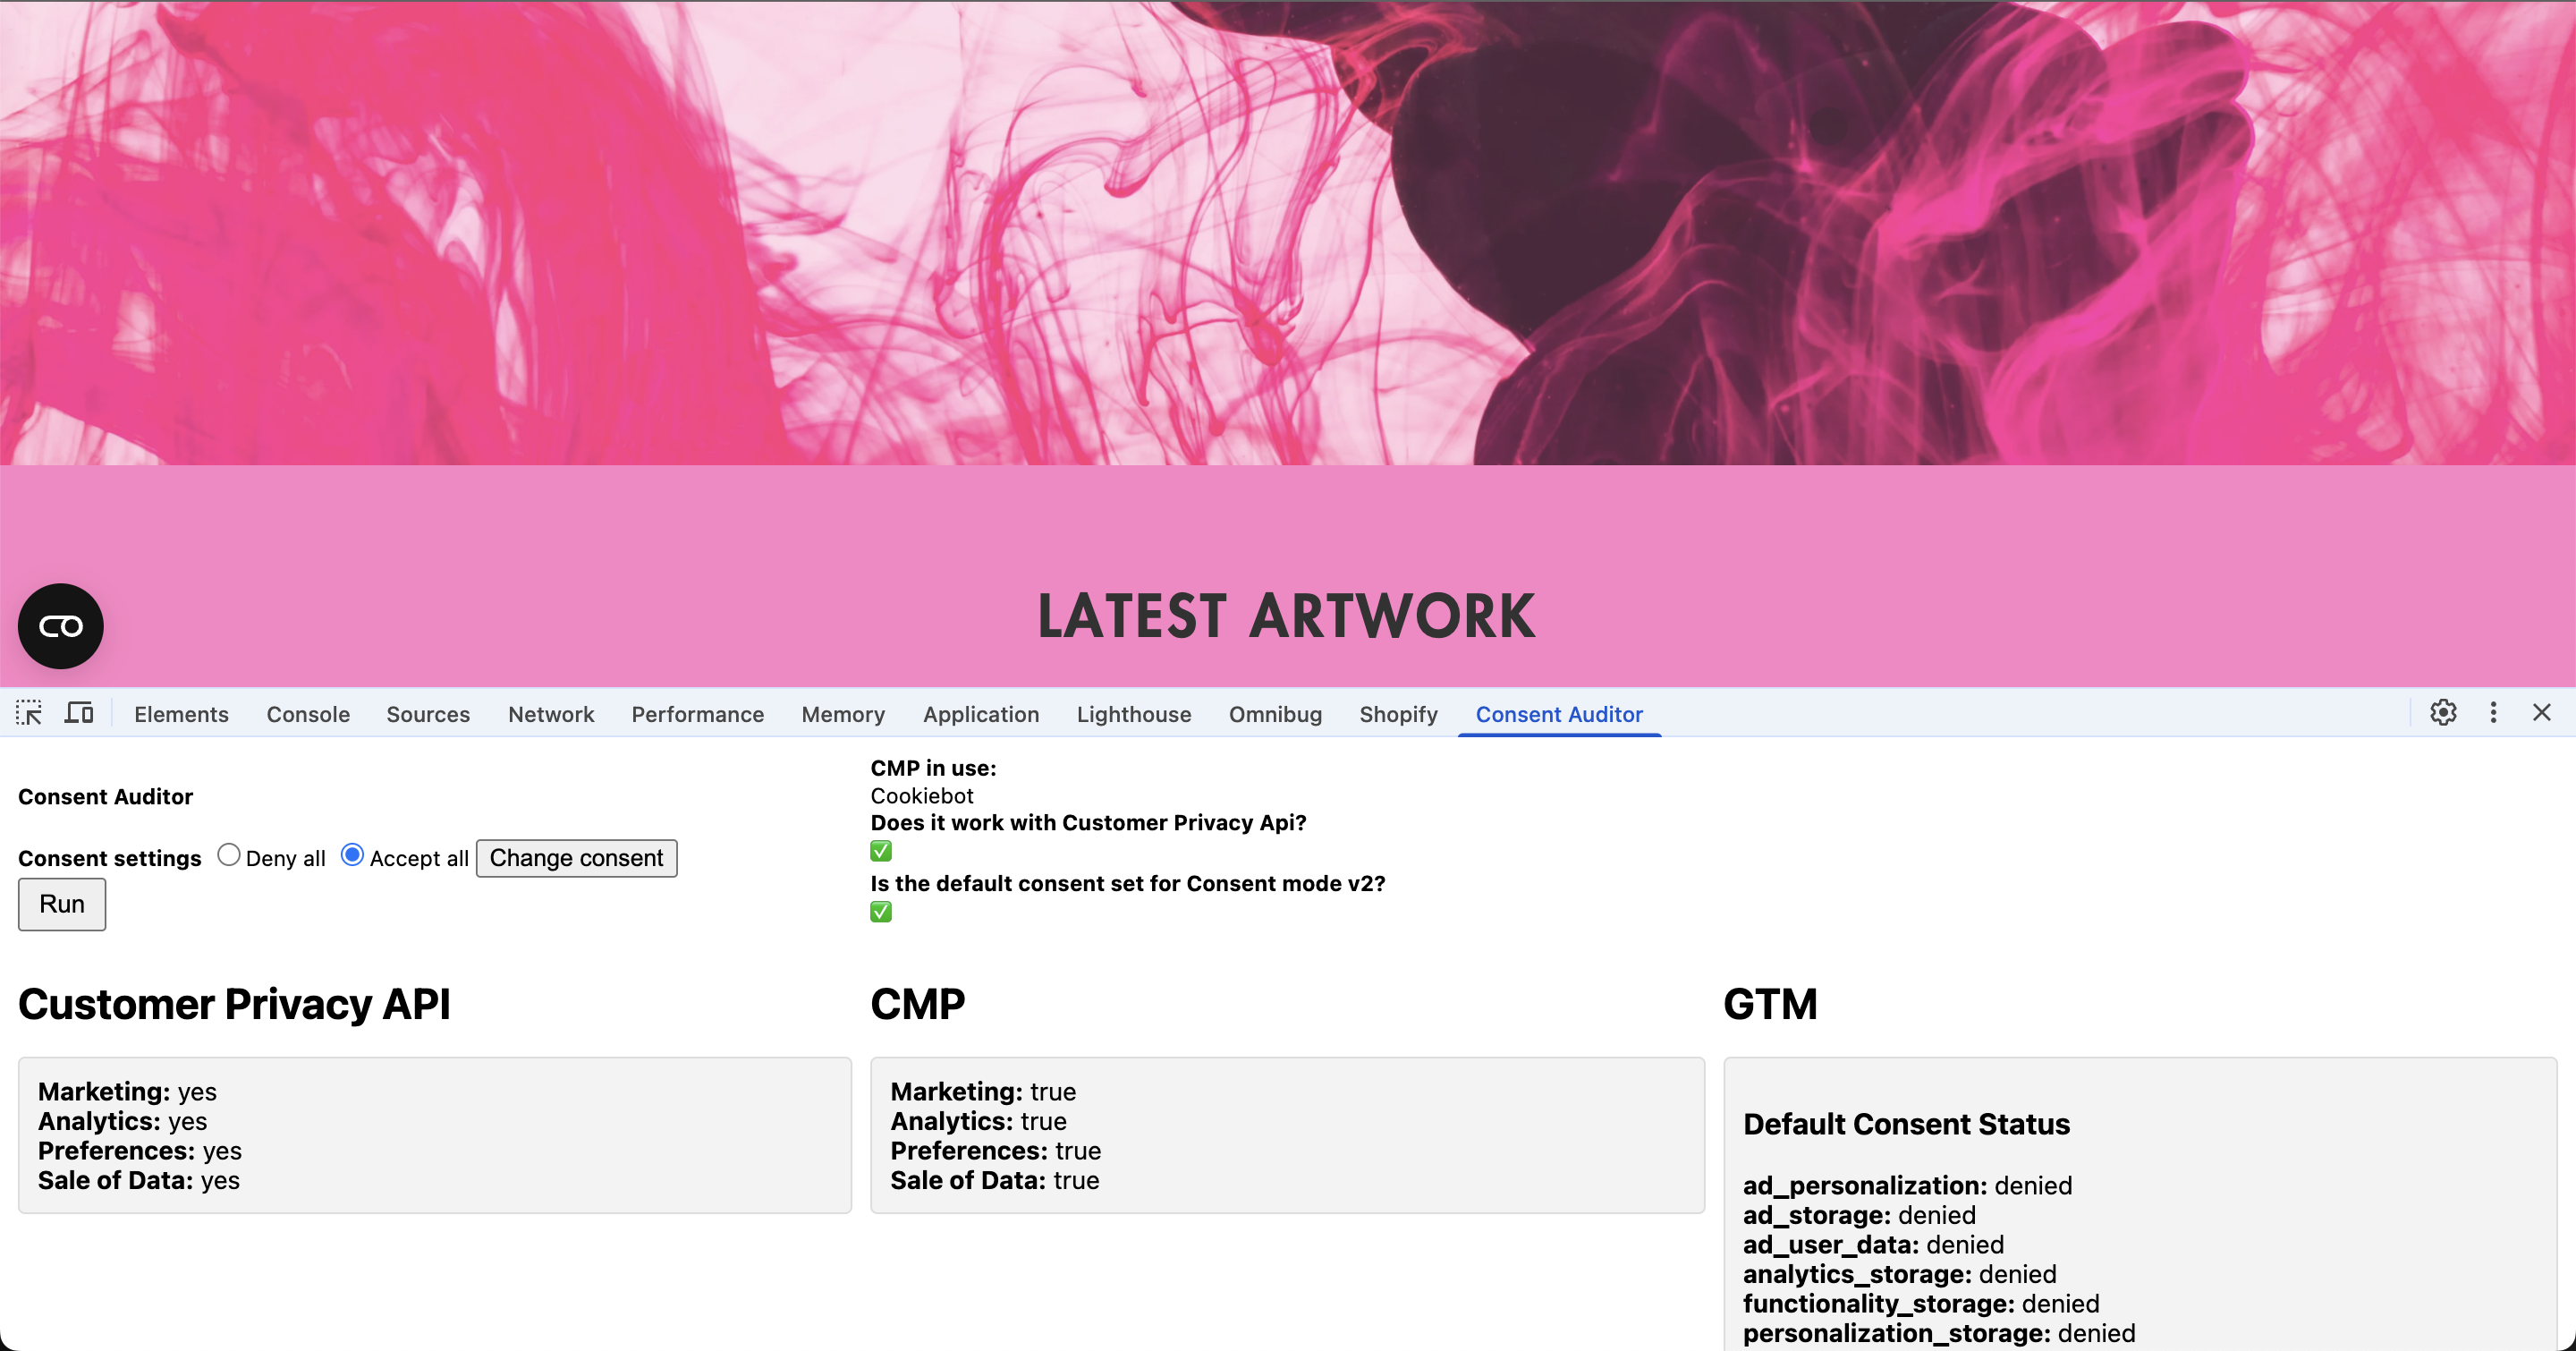 LATEST ARTWORK
Elements Console Sources Network Performance Memory Application Lighthouse Omnibug Shopify Consent Auditor
Consent Auditor
Consent settings Deny all Accept all Change consent
Run
CMP in use:
Cookiebot
Does it work with Customer Privacy Api?
Is the default consent set for Consent mode v2?
Customer Privacy API
Marketing: yes
Analytics: yes
Preferences: yes
Sale of Data: yes
CMP
Marketing: true
Analytics: true
Preferences: true
Sale of Data: true
GTM
Default Consent Status
ad_personalization: denied
ad_storage: denied
ad_user_data: denied
analytics_storage: denied
functionality_storage: denied
personalization_storage: denied